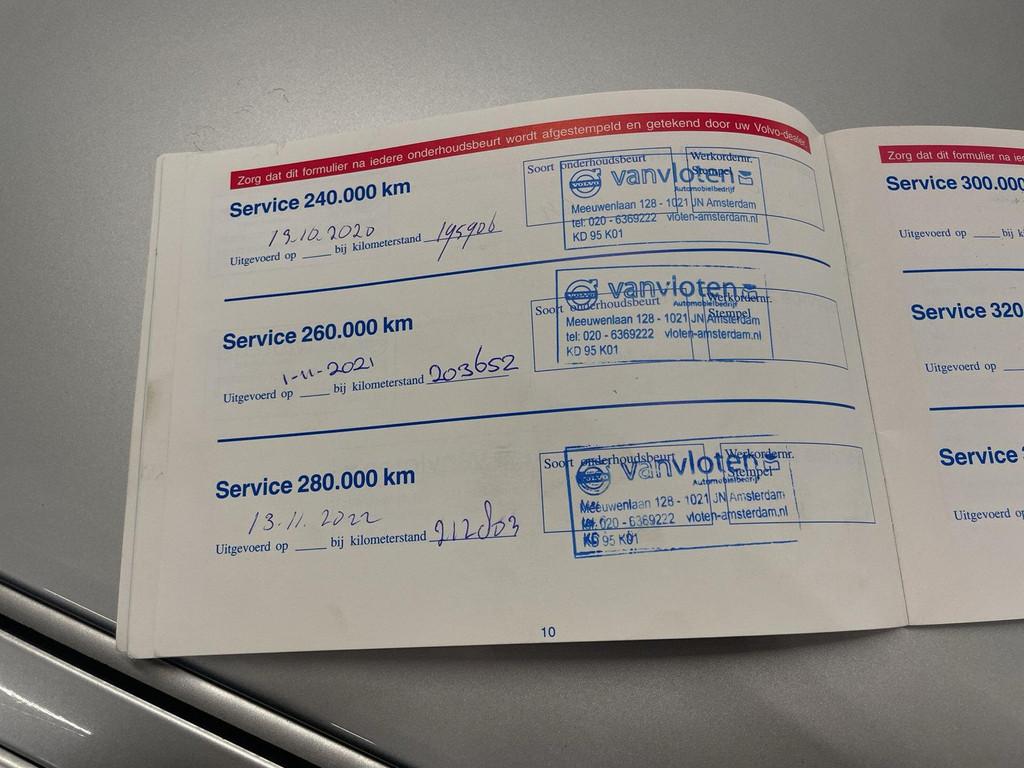 Zorg dat dit formulier na iedere onderhoudsbeurt wordt afgestempeld en getekend door uw Volvo-dealer.
Service 240.000 km
19.10.2020
195906
Uitgevoerd op ____ bij kilometerstand
Soort onderhoudsbeurt
Werkordernr.
Stempel
VOLVO
vanvloten
Automobielbedrijf
Meeuwenlaan 128 - 1021 JN Amsterdam
tel: 020 - 6369222 vloten-amsterdam.nl
KD 95 K01
Service 260.000 km
1-11-2021
203652
Uitgevoerd op ____ bij kilometerstand
Soort onderhoudsbeurt
Werkordernr.
Stempel
VOLVO
vanvloten
Automobielbedrijf
Meeuwenlaan 128 - 1021 JN Amsterdam
tel: 020 - 6369222 vloten-amsterdam.nl
KD 95 K01
Service 280.000 km
13.11.2022
212803
Uitgevoerd op ____ bij kilometerstand
Soort onderhoudsbeurt
Werkordernr.
Stempel
VOLVO
vanvloten
Automobielbedrijf
Meeuwenlaan 128 - 1021 JN Amsterdam
tel: 020 - 6369222 vloten-amsterdam.nl
KD 95 K01
10
Zorg dat dit formulier na
Service 300.000
Uitgevoerd op ____ bij
Service 320
Uitgevoerd op
Service
Uitgevoerd op